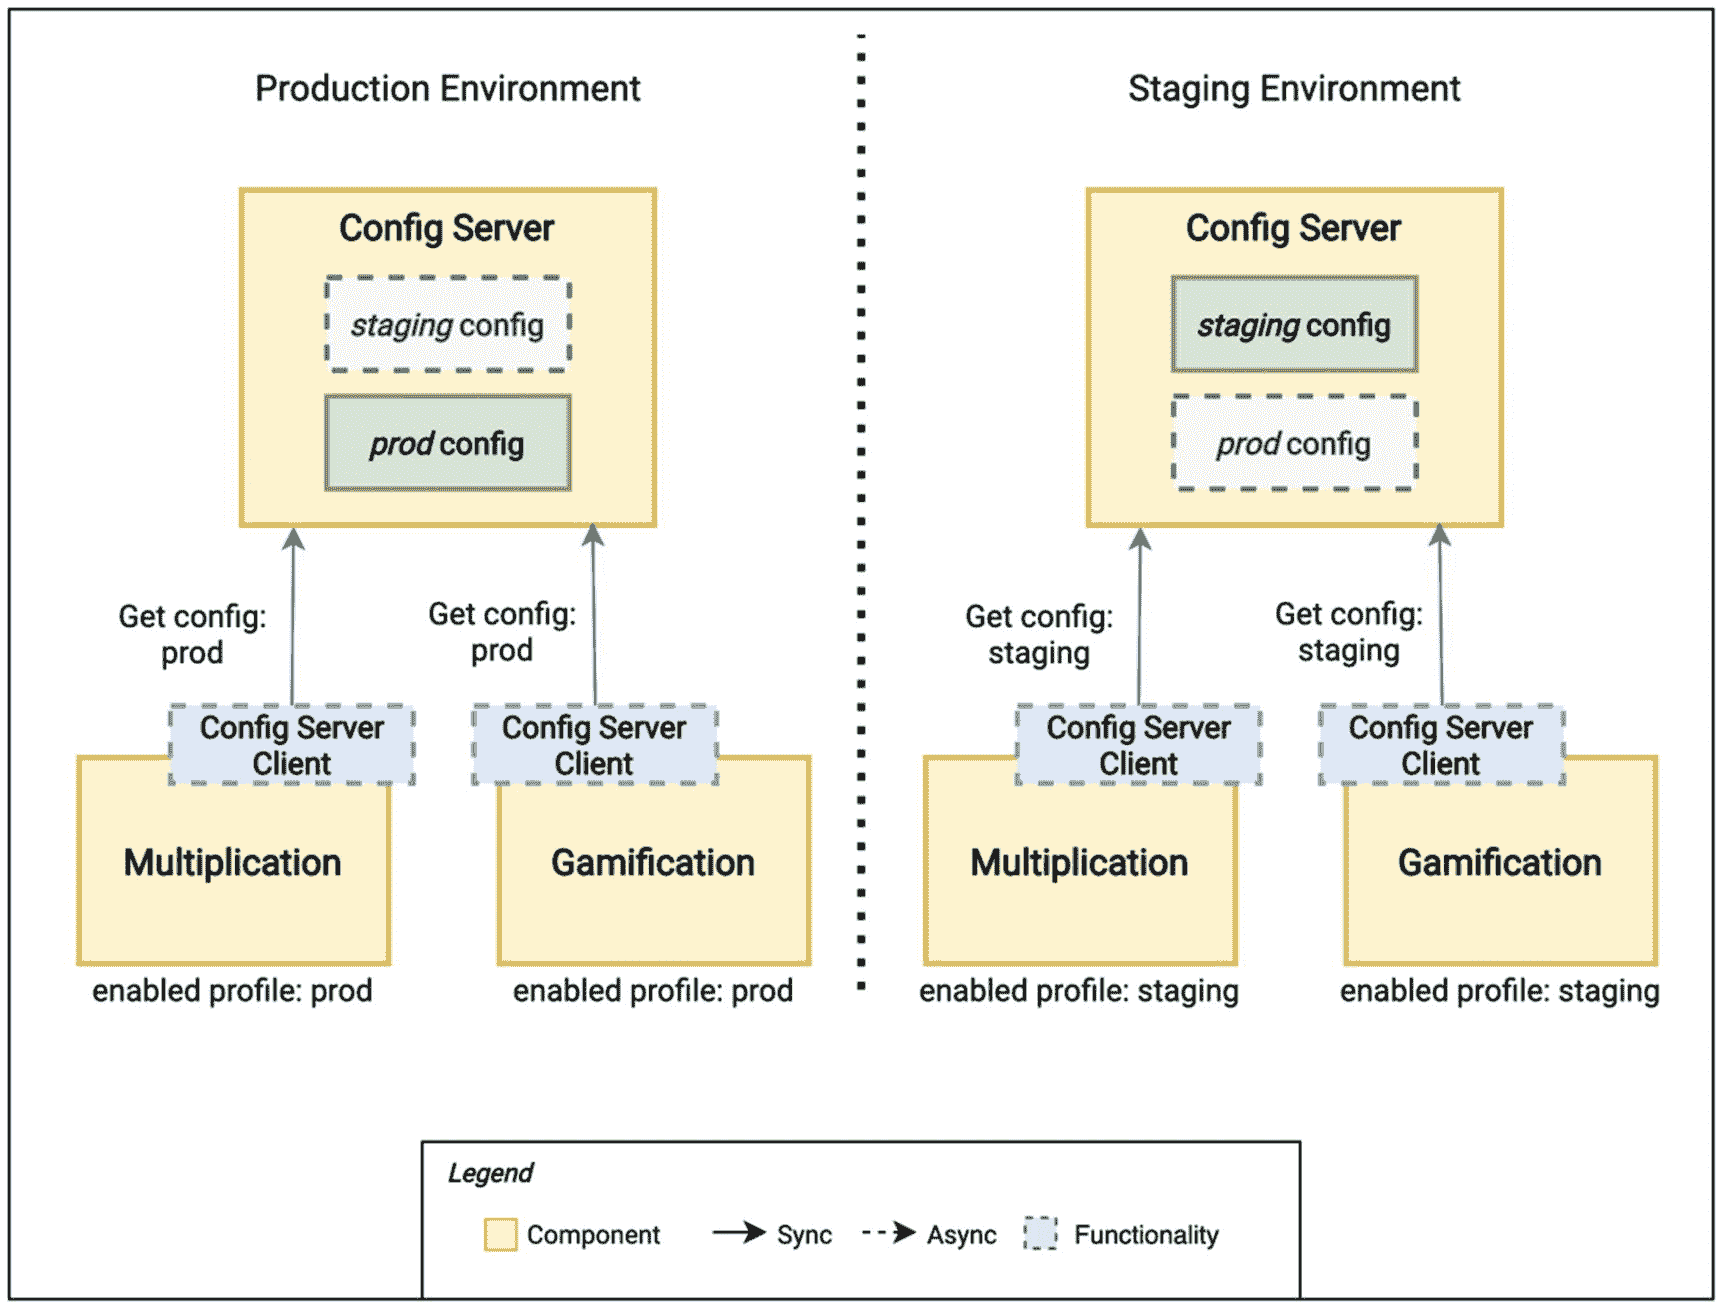 Production Environment
Config Server
staging config
prod config
Get config:
prod
Get config:
prod
Config Server
Client
Config Server
Client
Multiplication
Gamification
enabled profile: prod
enabled profile: prod
Staging Environment
Config Server
staging config
prod config
Get config:
staging
Get config:
staging
Config Server
Client
Config Server
Client
Multiplication
Gamification
enabled profile: staging
enabled profile: staging
Legend
Component
Sync
Async
Functionality